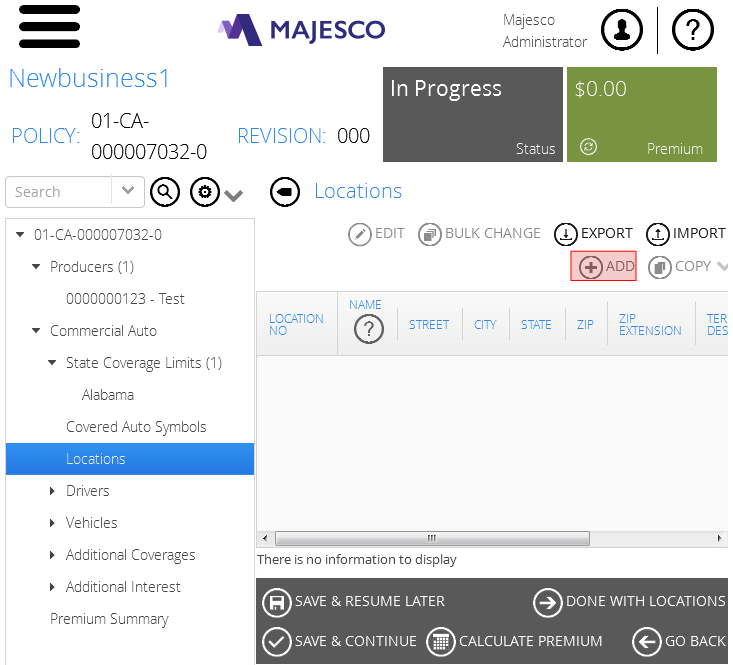 MAJESCO
Majesco
Administrator
?
Newbusiness1
POLICY: 01-CA-
000007032-0
REVISION: 000
In Progress
Status
$0.00
Premium
Search
Locations
01-CA-000007032-0
Producers (1)
0000000123 - Test
Commercial Auto
State Coverage Limits (1)
Alabama
Covered Auto Symbols
Locations
Drivers
Vehicles
Additional Coverages
Additional Interest
Premium Summary
EDIT BULK CHANGE EXPORT IMPORT
ADD COPY
LOCATION
NO
NAME
?
STREET
CITY
STATE
ZIP
ZIP
EXTENSION
TER
DES
There is no information to display
SAVE & RESUME LATER DONE WITH LOCATIONS
SAVE & CONTINUE CALCULATE PREMIUM GO BACK